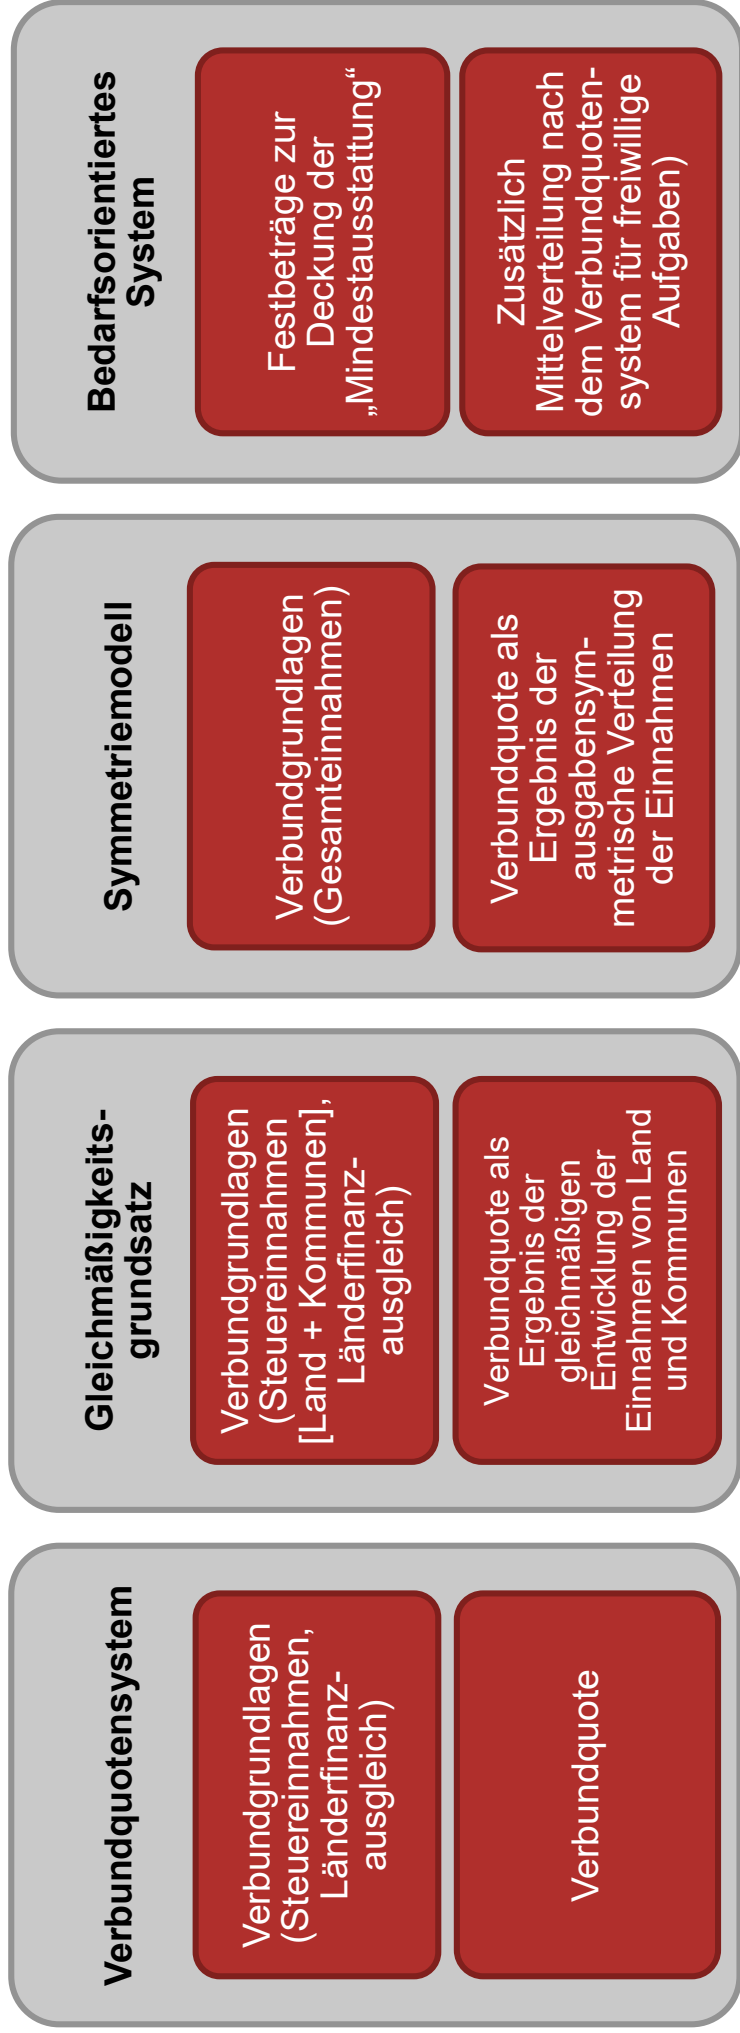 Verbundquotensystem
Verbundgrundlagen
(Steuereinnahmen,
Länderfinanz-
ausgleich)
Verbundquote
Gleichmäßigkeits-
grundsatz
Verbundgrundlagen
(Steuereinnahmen
[Land + Kommunen],
Länderfinanz-
ausgleich)
Verbundquote als
Ergebnis der
gleichmäßigen
Entwicklung der
Einnahmen von Land
und Kommunen
Symmetriemodell
Verbundgrundlagen
(Gesamteinnahmen)
Verbundquote als
Ergebnis der
ausgabensym-
metrische Verteilung
der Einnahmen
Bedarfsorientiertes
System
Festbeträge zur
Deckung der
„Mindestausstattung“
Zusätzlich
Mittelverteilung nach
dem Verbundquoten-
system für freiwillige
Aufgaben)